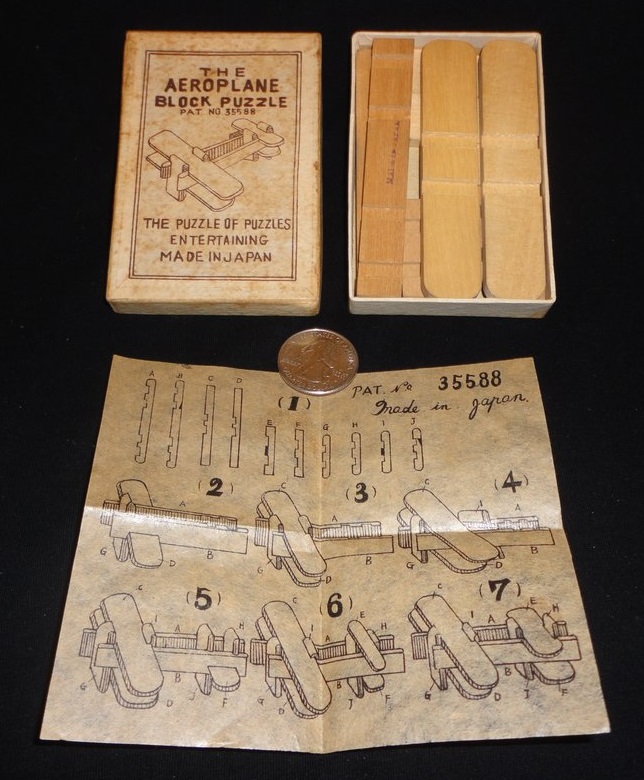 THE
AEROPLANE
BLOCK PUZZLE
PAT. NO 35588
THE PUZZLE OF PUZZLES
ENTERTAINING
MADE IN JAPAN
PAT. No 35588
Made in Japan.
A B C D
(1)
E F G H I J
(2)
A
G D B
(3)
C
A
B
D
(4)
C
I A
B
G D
(5)
C
I A H
B
G D J F
(6)
C E
I A H
B
G D J F
(7)
C E
I A H
B
G D J F